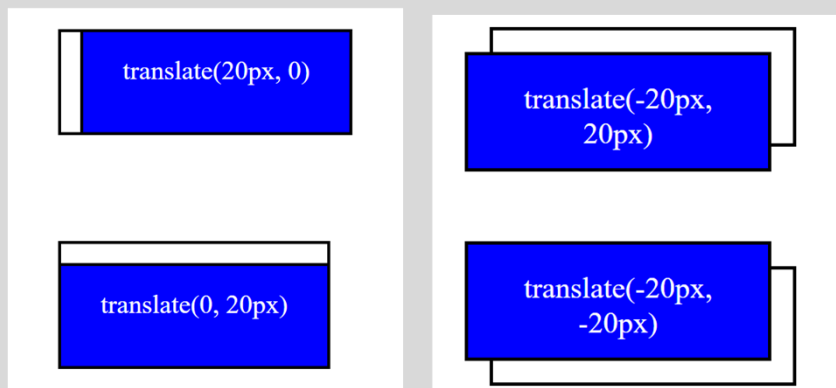 translate(20px, 0)
translate(0, 20px)
translate(-20px,
20px)
translate(-20px,
-20px)